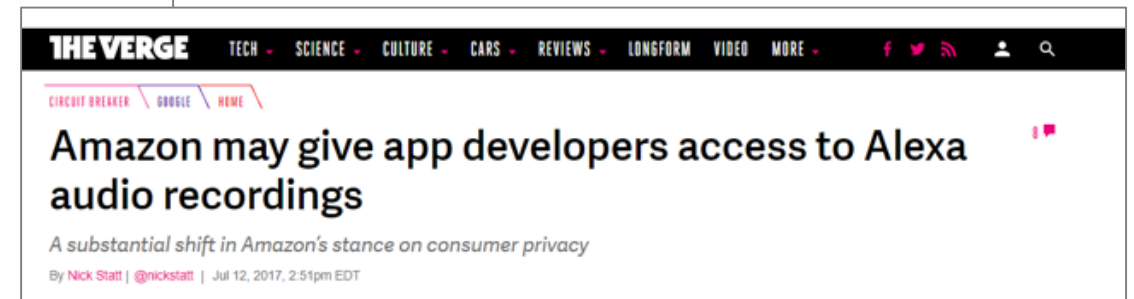 THE VERGE TECH SCIENCE CULTURE CARS REVIEWS LONGFORM VIDEO MORE
CIRCUIT BREAKER GOOGLE HOME
Amazon may give app developers access to Alexa
audio recordings
8
A substantial shift in Amazon's stance on consumer privacy
By Nick Statt | @nickstatt | Jul 12, 2017, 2:51pm EDT